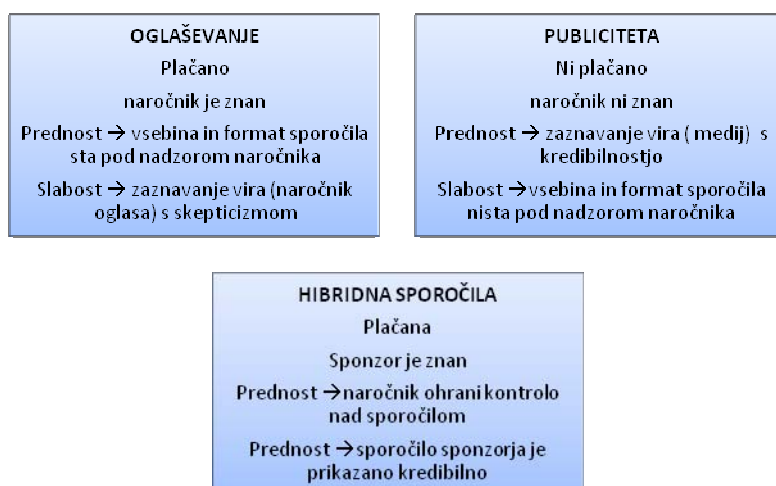 OGLAŠEVANJE
Plačano
naročnik je znan
Prednost → vsebina in format sporočila
sta pod nadzorom naročnika
Slabost → zaznavanje vira (naročnik
oglasa) s skepticizmom
PUBLICITETA
Ni plačano
naročnik ni znan
Prednost → zaznavanje vira ( medij) s
kredibilnostjo
Slabost →vsebina in format sporočila
nista pod nadzorom naročnika
HIBRIDNA SPOROČILA
Plačana
Sponzor je znan
Prednost →naročnik ohrani kontrolo
nad sporočilom
Prednost →sporočilo sponzorja je
prikazano kredibilno